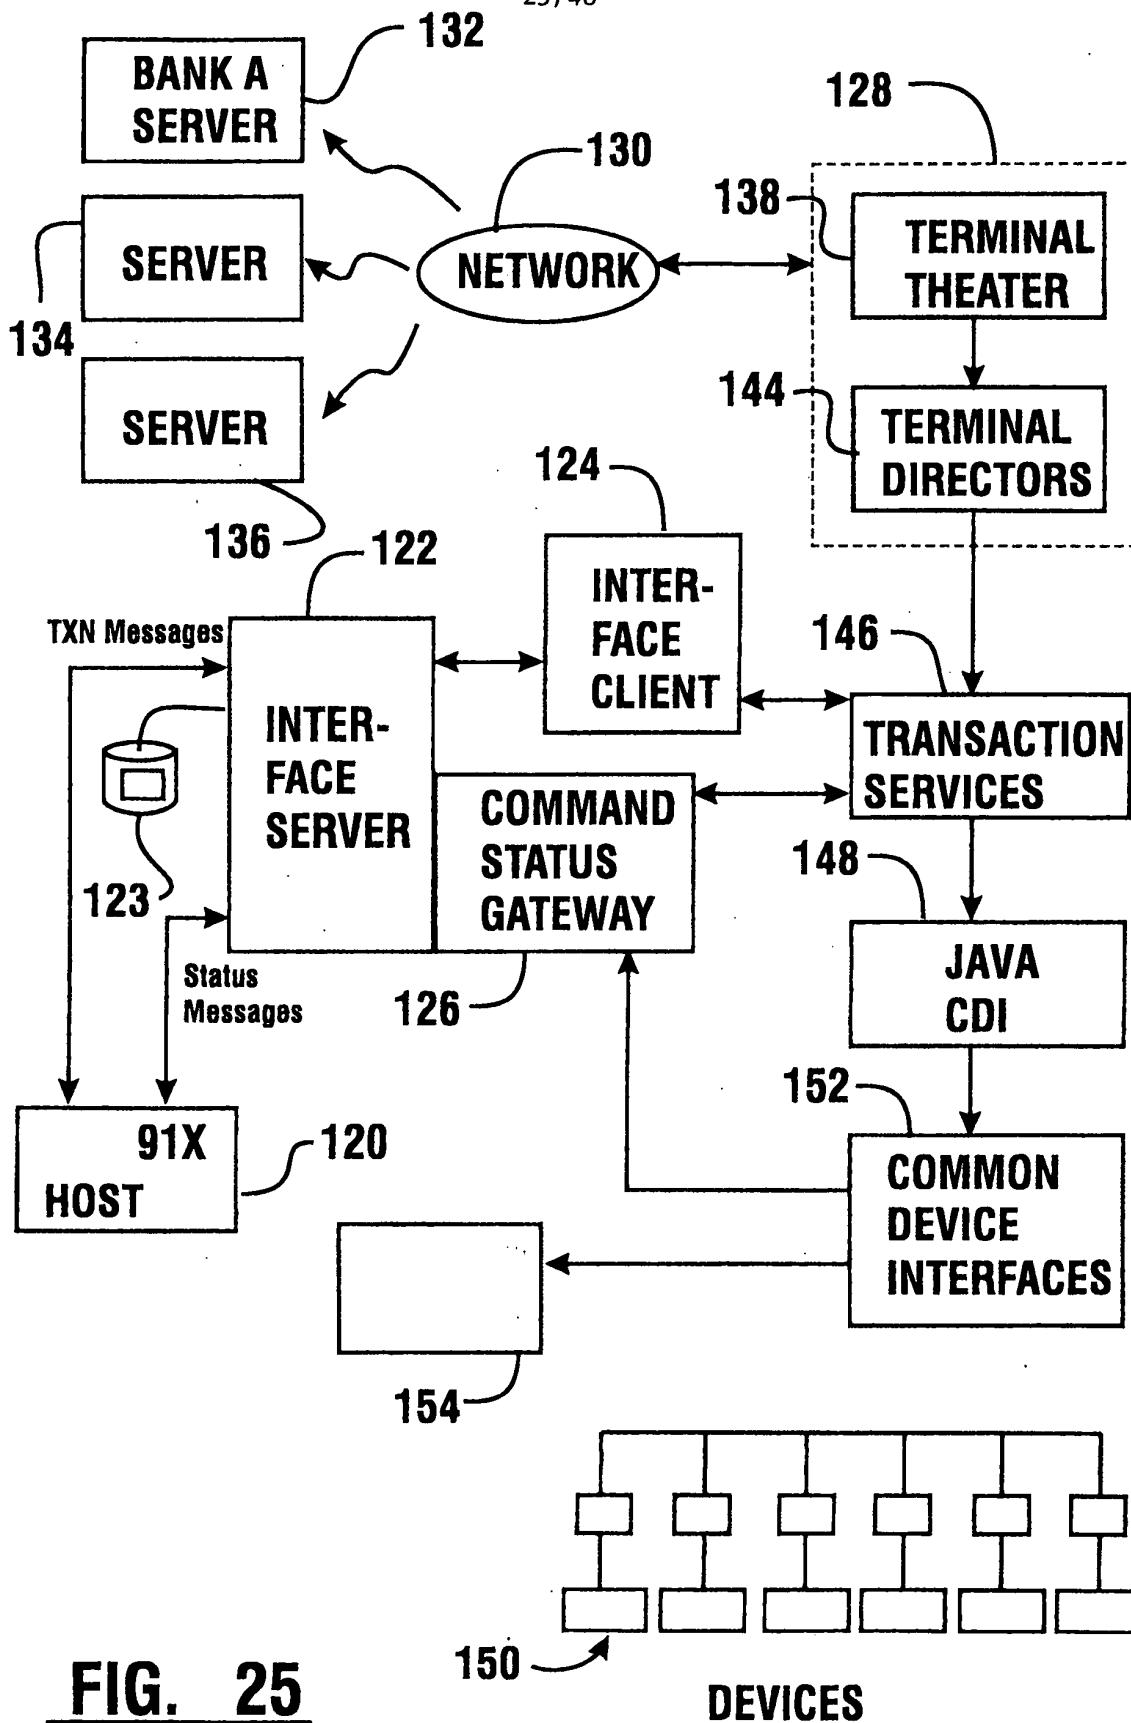 132
BANK A
SERVER
128
130
138
TERMINAL
THEATER
SERVER
NETWORK
134
144
TERMINAL
DIRECTORS
SERVER
124
136
122
INTER-
FACE
CLIENT
TXN Messages
146
INTER-
FACE
SERVER
TRANSACTION
SERVICES
COMMAND
STATUS
GATEWAY
148
123
JAVA
CDI
Status
Messages
126
152
91X
HOST
120
COMMON
DEVICE
INTERFACES
154
150
DEVICES
FIG. 25